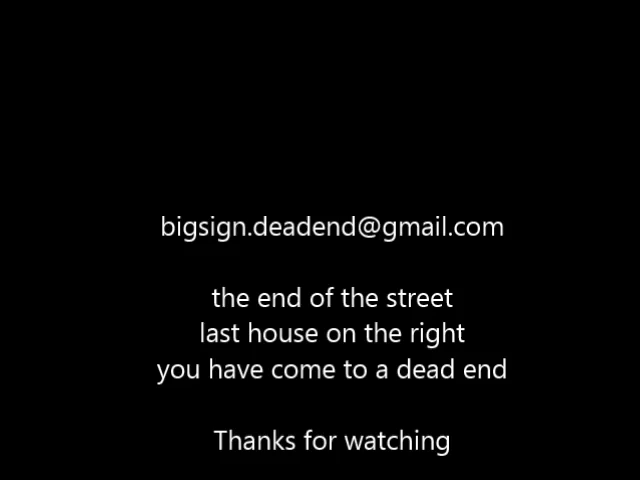 bigsign.deadend@gmail.com
the end of the street
last house on the right
you have come to a dead end
Thanks for watching